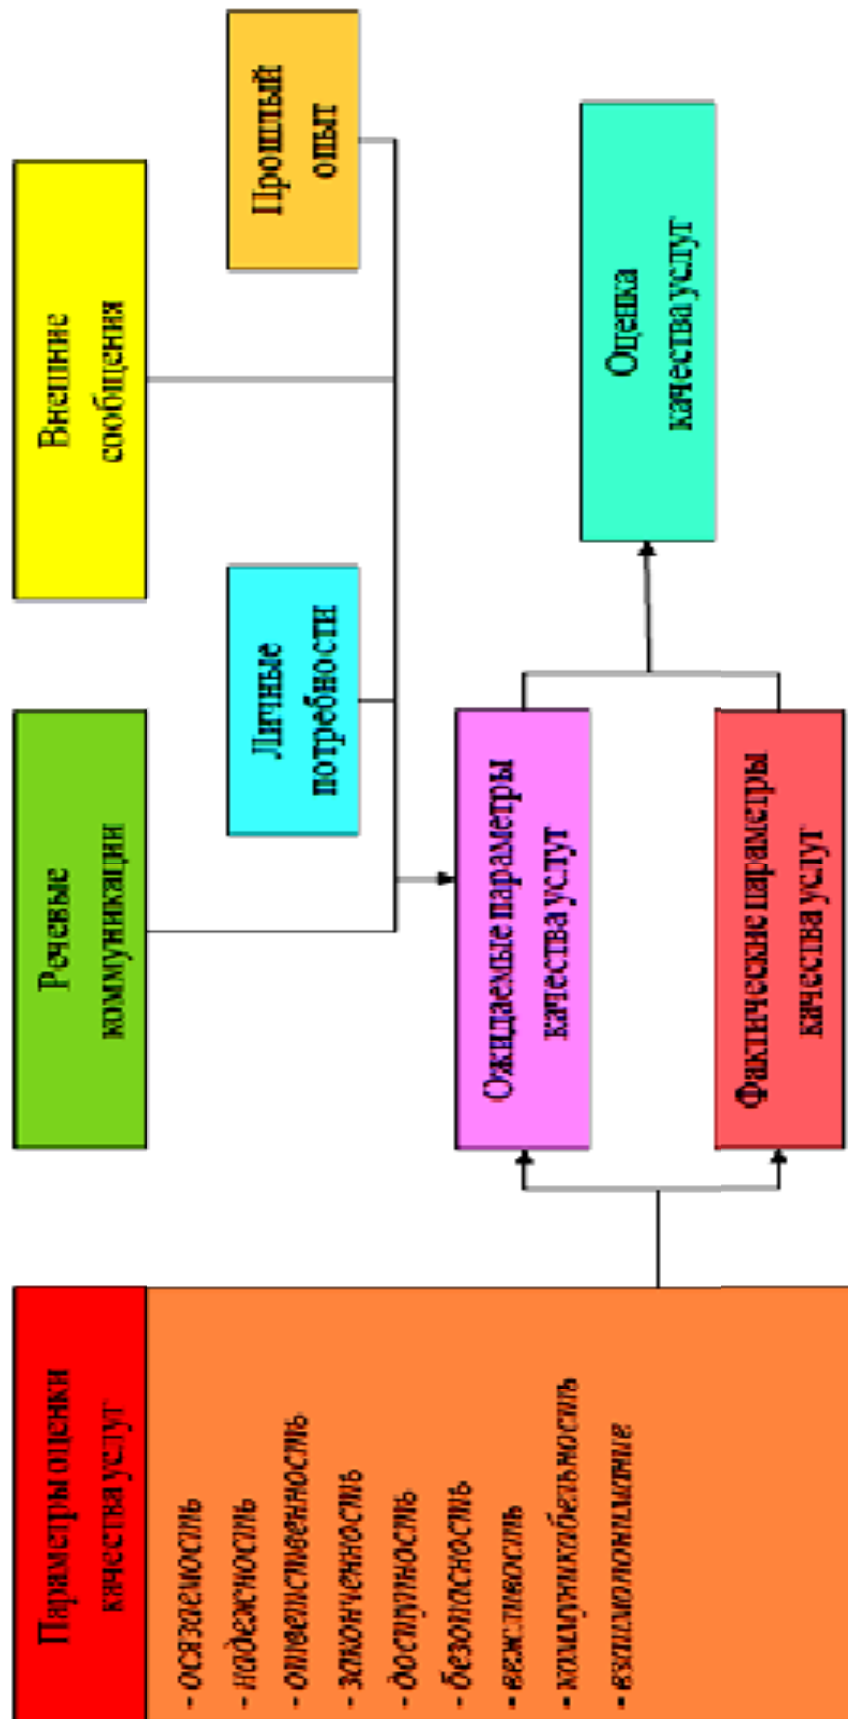 Параметры оценки
качества услуг
- осязаемость
- надежность
- ответственность
- законченность
- доступность
- безопасность
- вежливость
- коммуникабельность
- взаимопонимание
Речевые
коммуникации
Внешние
сообщения
Личные
потребности
Прошлый
опыт
Ожидаемые параметры
качества услуг
Фактические параметры
качества услуг
Оценка
качества услуг